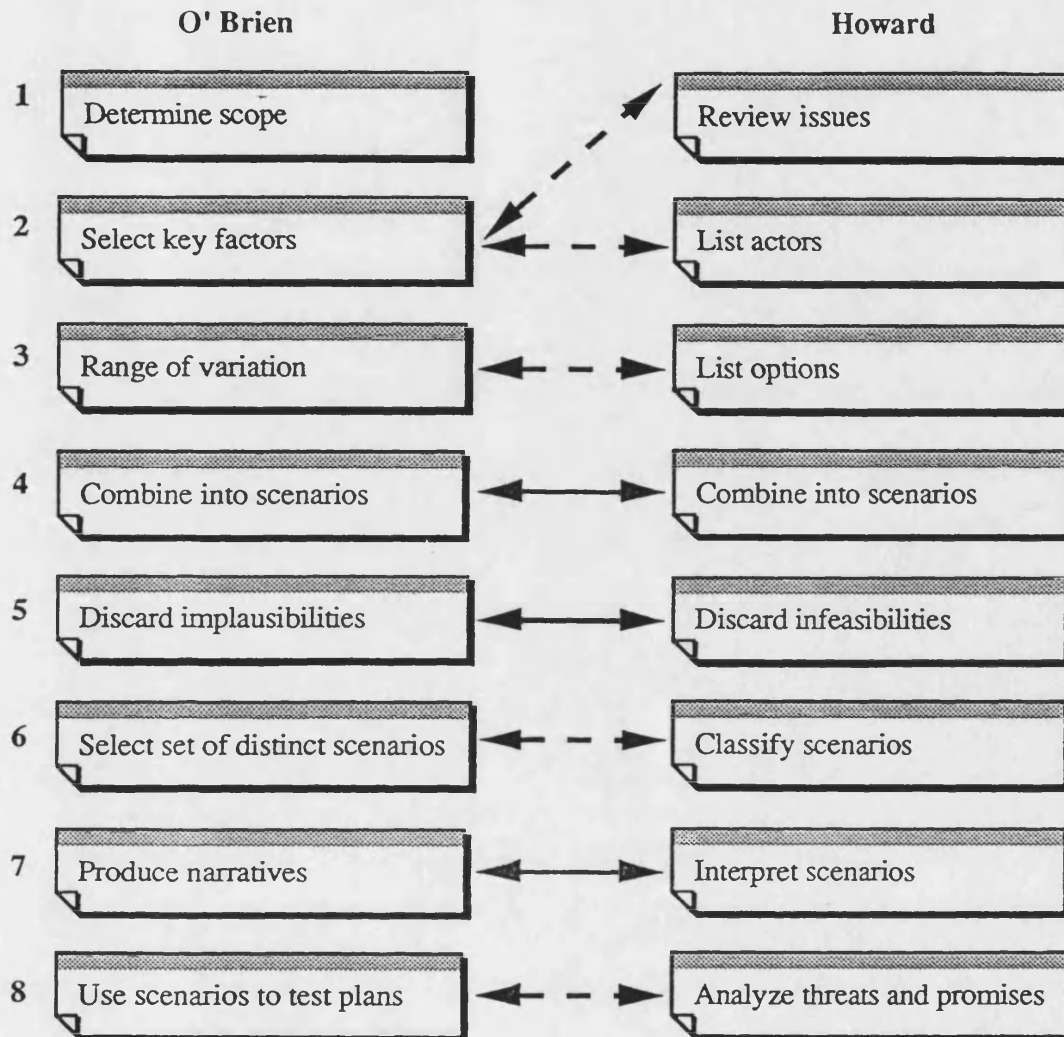 O' Brien Howard
1 Determine scope Review issues
2 Select key factors List actors
3 Range of variation List options
4 Combine into scenarios Combine into scenarios
5 Discard implausibilities Discard infeasibilities
6 Select set of distinct scenarios Classify scenarios
7 Produce narratives Interpret scenarios
8 Use scenarios to test plans Analyze threats and promises